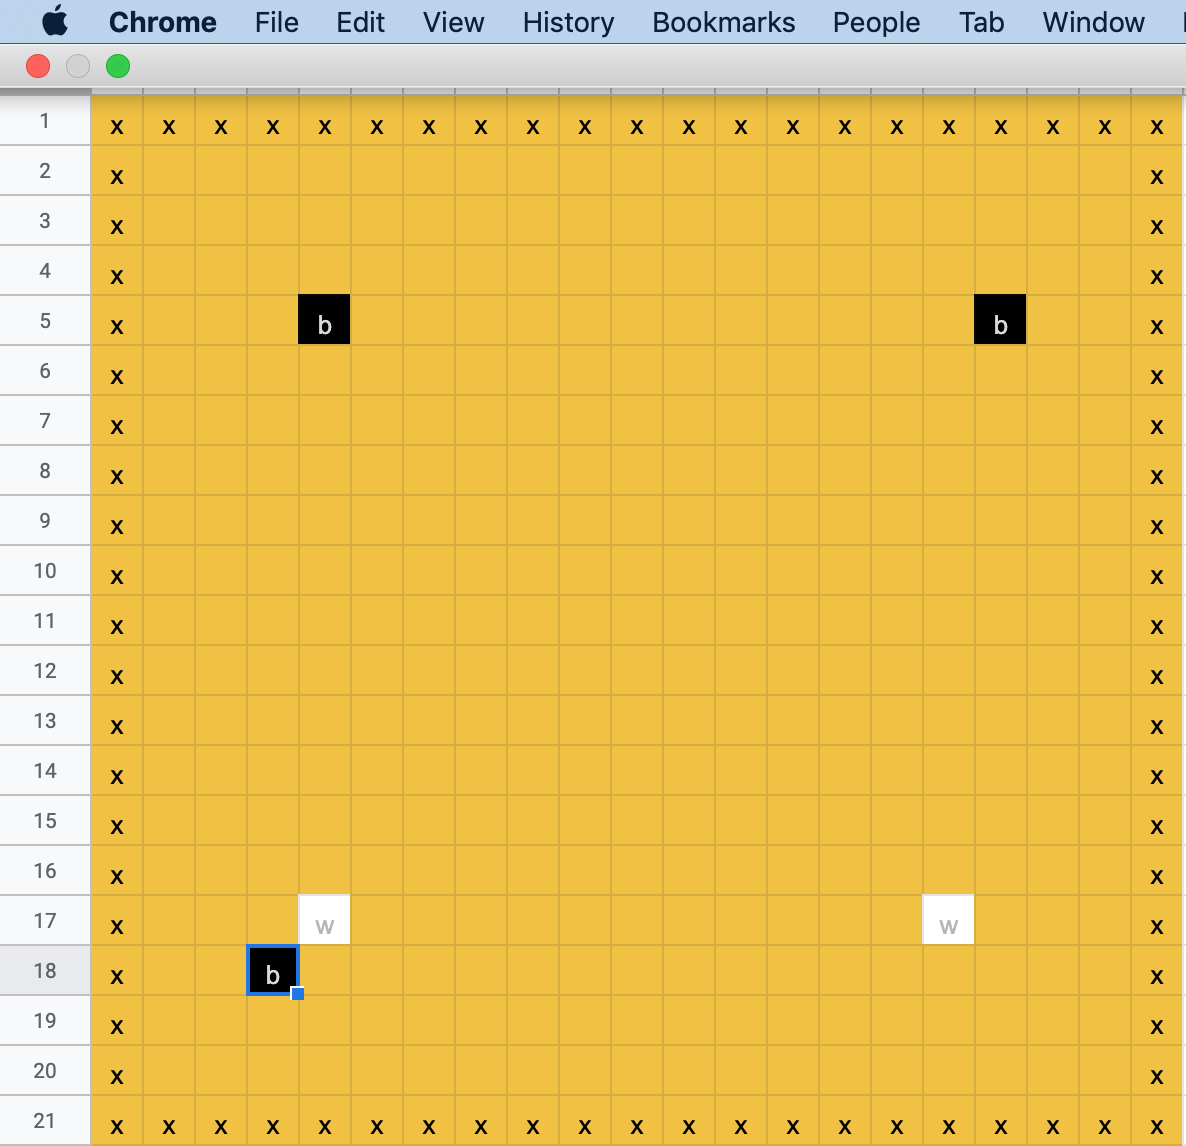 Chrome File Edit View History Bookmarks People Tab Window
1 x x x x x x x x x x x x x x x x x x x x x
2 x x
3 x x
4 x x
5 x b b x
6 x x
7 x x
8 x x
9 x x
10 x x
11 x x
12 x x
13 x x
14 x x
15 x x
16 x x
17 x w w x
18 x b x
19 x x
20 x x
21 x x x x x x x x x x x x x x x x x x x x x